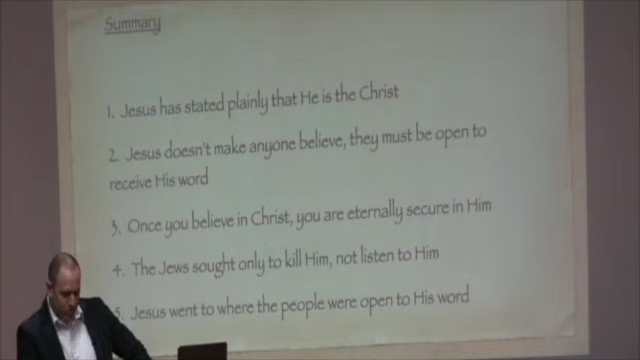 Summary
1. Jesus has stated plainly that He is the Christ
2. Jesus doesn't make anyone believe, they must be open to
receive His word
3. Once you believe in Christ, you are eternally secure in Him
4. The Jews sought only to kill Him, not listen to Him
5. Jesus went to where the people were open to His word